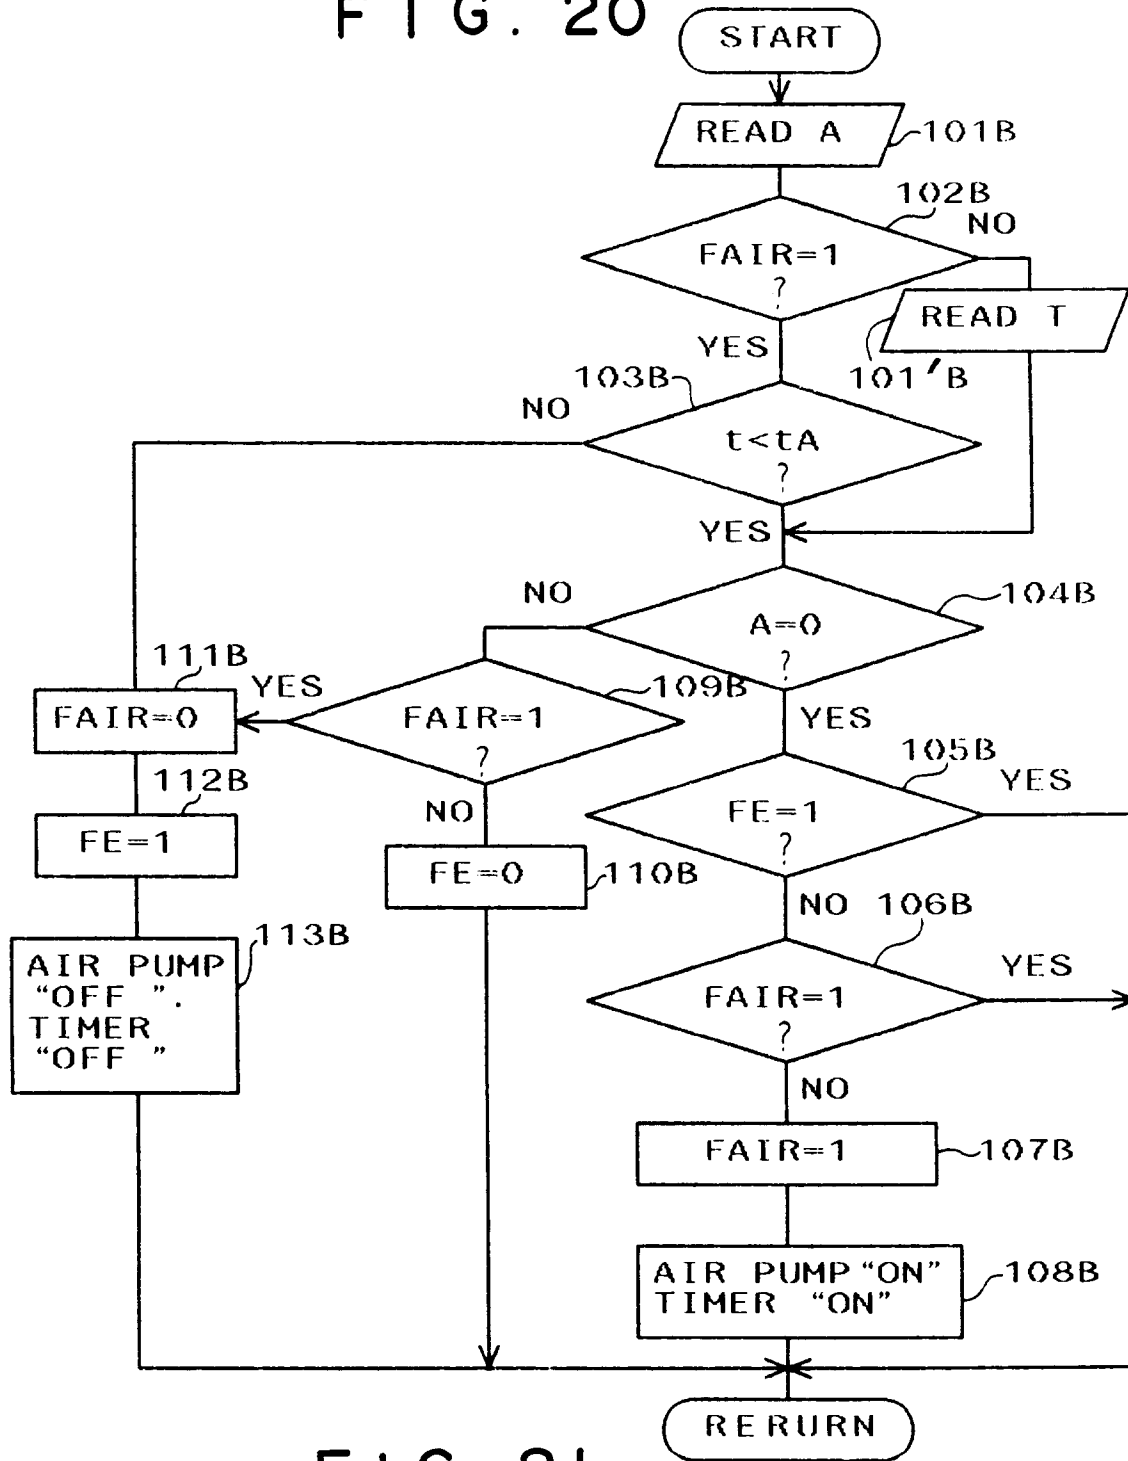 FIG. 20
START
READ A
101B
102B
NO
FAIR=1
?
READ T
YES
101'B
103B
NO
t<tA
?
YES
NO
104B
A=0
?
111B
YES
109B
FAIR=0
FAIR=1
?
YES
112B
105B
YES
NO
FE=1
FE=1
?
FE=0
110B
NO
106B
113B
AIR PUMP
"OFF ".
TIMER
"OFF "
YES
FAIR=1
?
NO
FAIR=1
107B
AIR PUMP "ON"
TIMER "ON"
108B
RERURN